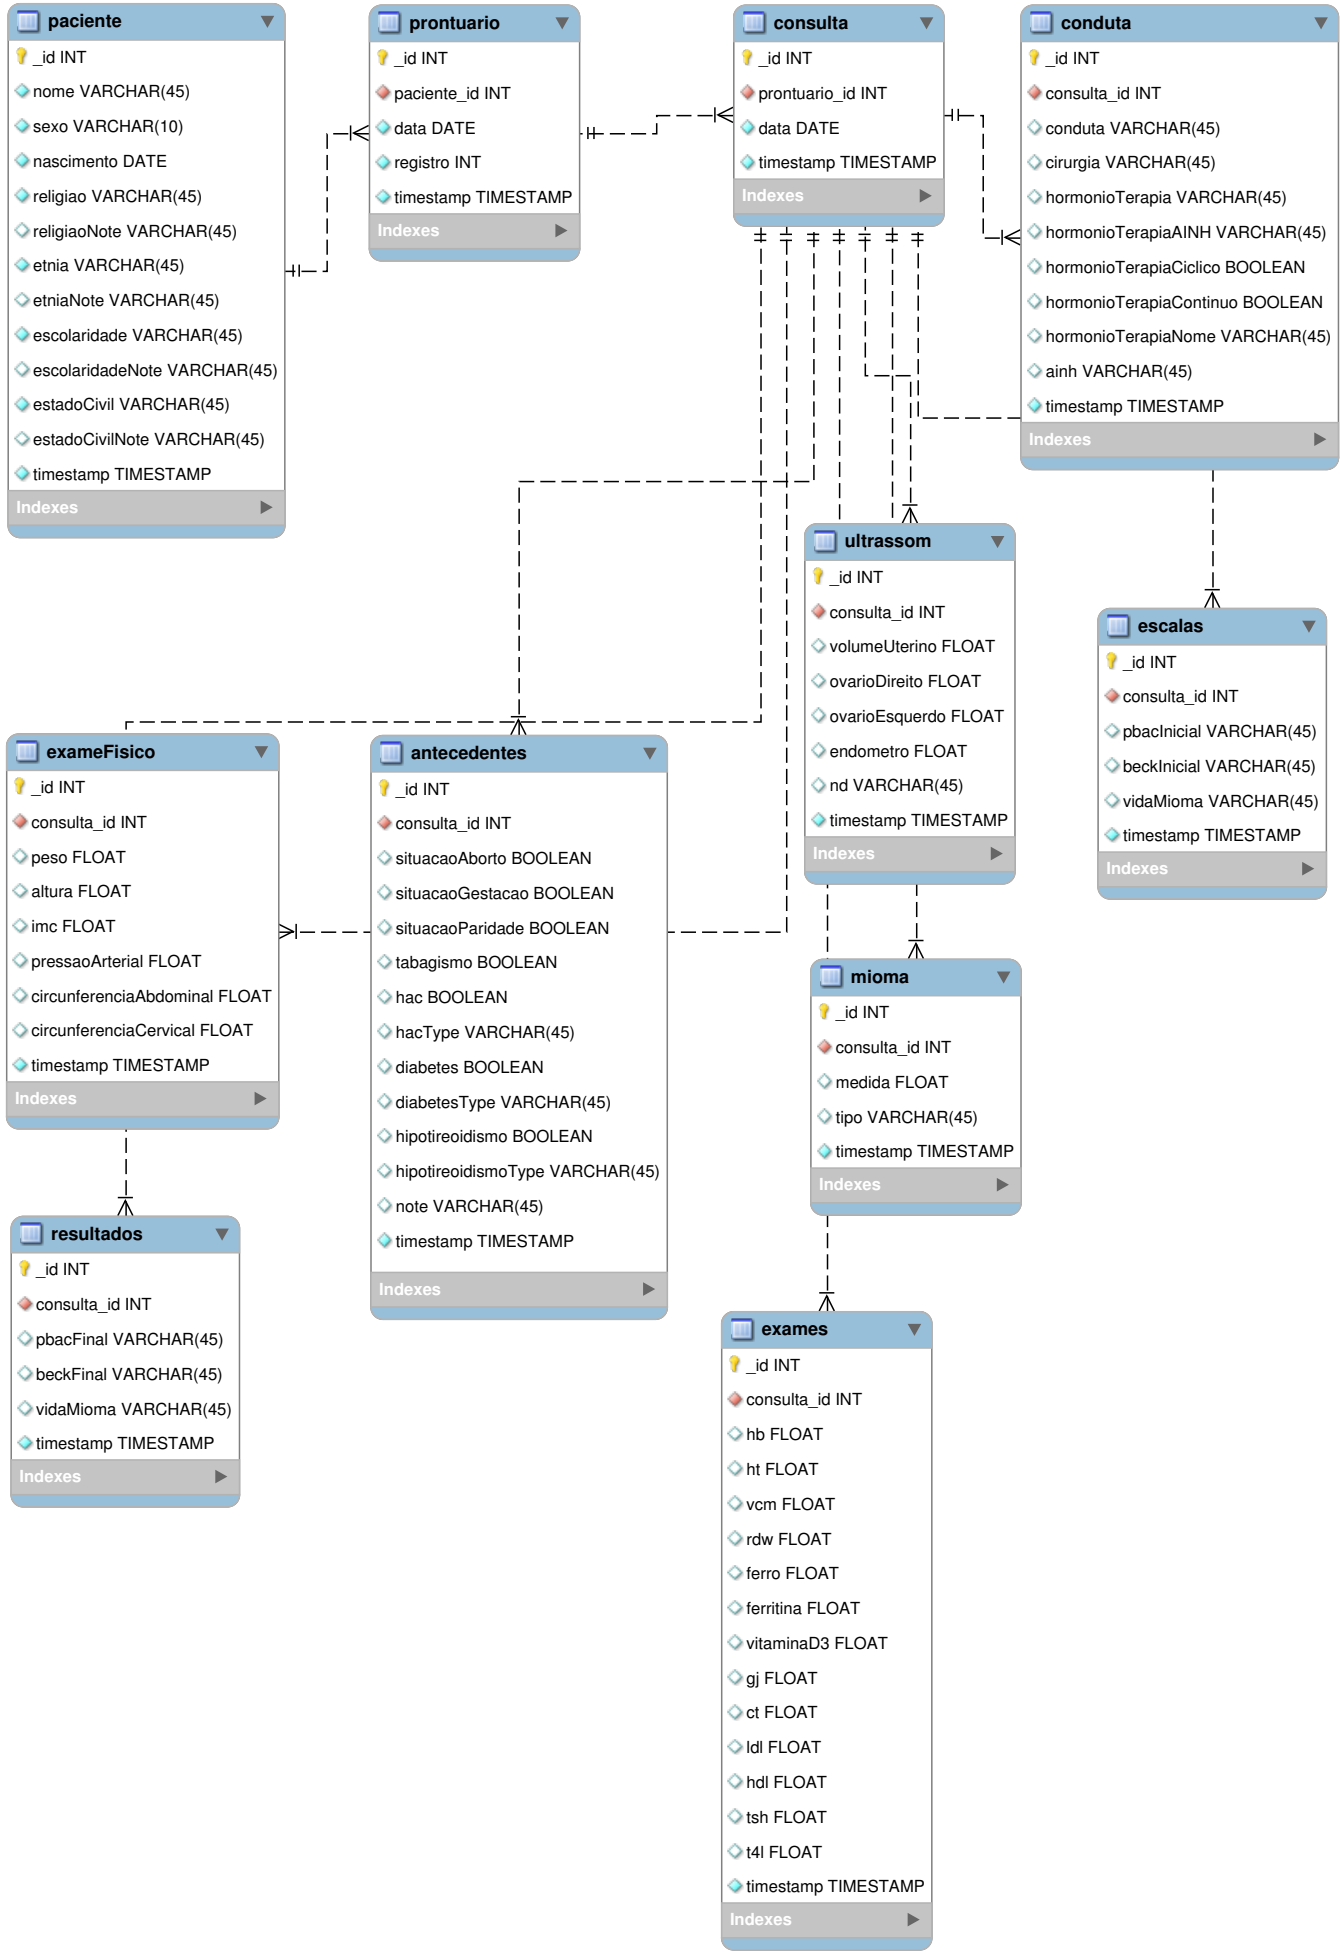 paciente
_id INT
nome VARCHAR(45)
sexo VARCHAR(10)
nascimento DATE
religiao VARCHAR(45)
religiaoNote VARCHAR(45)
etnia VARCHAR(45)
etniaNote VARCHAR(45)
escolaridade VARCHAR(45)
escolaridadeNote VARCHAR(45)
estadoCivil VARCHAR(45)
estadoCivilNote VARCHAR(45)
timestamp TIMESTAMP
Indexes
prontuario
_id INT
paciente_id INT
data DATE
registro INT
timestamp TIMESTAMP
Indexes
consulta
_id INT
prontuario_id INT
data DATE
timestamp TIMESTAMP
Indexes
conduta
_id INT
consulta_id INT
conduta VARCHAR(45)
cirurgia VARCHAR(45)
hormonioTerapia VARCHAR(45)
hormonioTerapiaAINH VARCHAR(45)
hormonioTerapiaCiclico BOOLEAN
hormonioTerapiaContinuo BOOLEAN
hormonioTerapiaNome VARCHAR(45)
ainh VARCHAR(45)
timestamp TIMESTAMP
Indexes
ultrassom
_id INT
consulta_id INT
volumeUterino FLOAT
ovarioDireito FLOAT
ovarioEsquerdo FLOAT
endometro FLOAT
nd VARCHAR(45)
timestamp TIMESTAMP
Indexes
escalas
_id INT
consulta_id INT
pbacInicial VARCHAR(45)
beckInicial VARCHAR(45)
vidaMioma VARCHAR(45)
timestamp TIMESTAMP
Indexes
exameFisico
_id INT
consulta_id INT
peso FLOAT
altura FLOAT
imc FLOAT
pressaoArterial FLOAT
circunferenciaAbdominal FLOAT
circunferenciaCervical FLOAT
timestamp TIMESTAMP
Indexes
antecedentes
_id INT
consulta_id INT
situacaoAborto BOOLEAN
situacaoGestacao BOOLEAN
situacaoParidade BOOLEAN
tabagismo BOOLEAN
hac BOOLEAN
hacType VARCHAR(45)
diabetes BOOLEAN
diabetesType VARCHAR(45)
hipotireoidismo BOOLEAN
hipotireoidismoType VARCHAR(45)
note VARCHAR(45)
timestamp TIMESTAMP
Indexes
mioma
_id INT
consulta_id INT
medida FLOAT
tipo VARCHAR(45)
timestamp TIMESTAMP
Indexes
resultados
_id INT
consulta_id INT
pbacFinal VARCHAR(45)
beckFinal VARCHAR(45)
vidaMioma VARCHAR(45)
timestamp TIMESTAMP
Indexes
exames
_id INT
consulta_id INT
hb FLOAT
ht FLOAT
vcm FLOAT
rdw FLOAT
ferro FLOAT
ferritina FLOAT
vitaminaD3 FLOAT
gj FLOAT
ct FLOAT
ldl FLOAT
hdl FLOAT
tsh FLOAT
t4l FLOAT
timestamp TIMESTAMP
Indexes